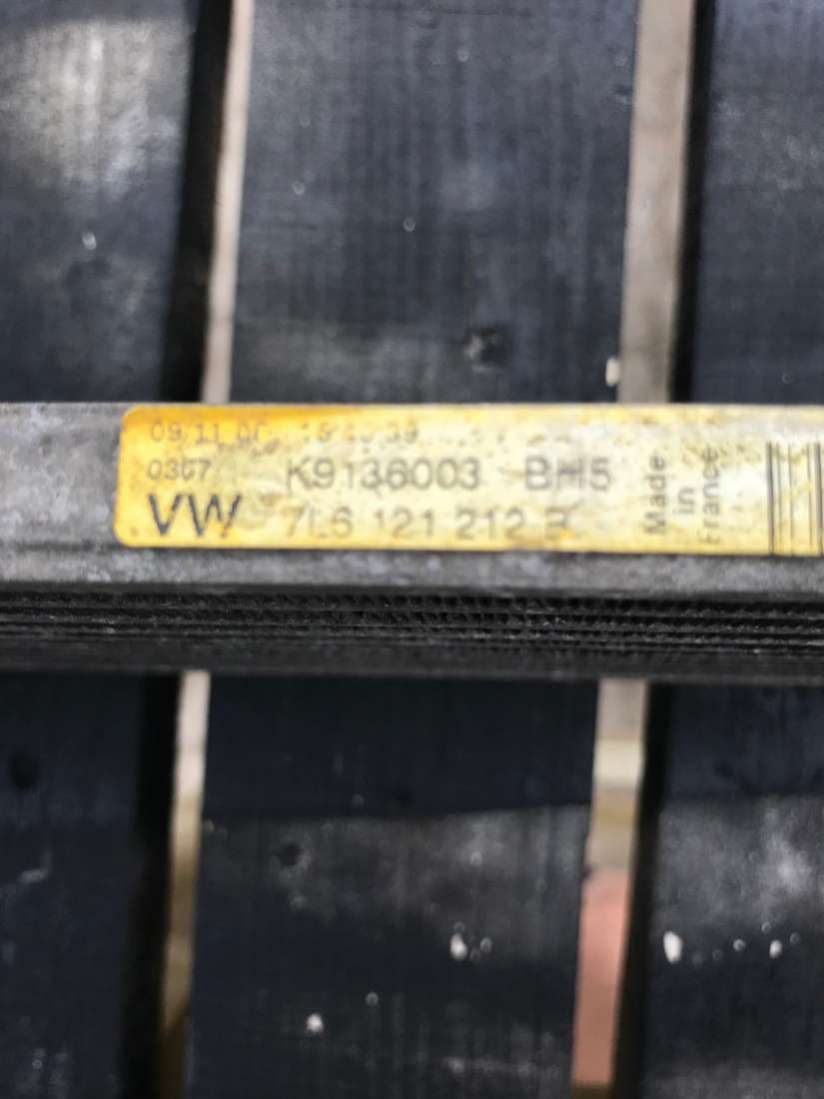 0307 K9136003 BH5
VW 7L6 121 212 B
Made
in
France